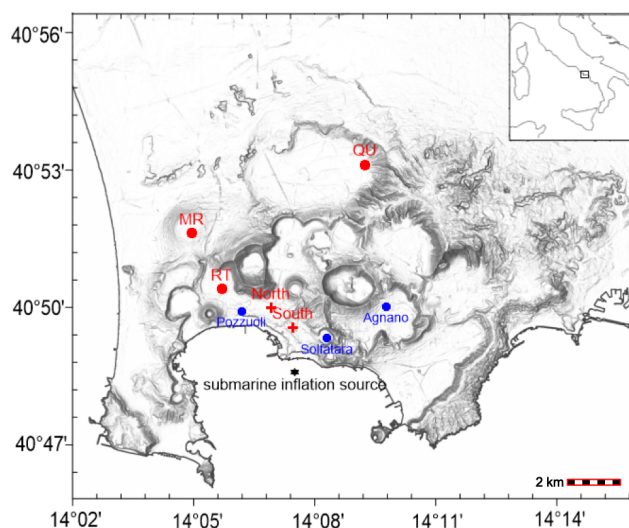 40°56'
40°53'
QU
MR
RT
North
40°50'
South
Pozzuoli
Agnano
Solfatara
submarine inflation source
40°47'
2 km
14°02'
14°05'
14°08'
14°11'
14°14'